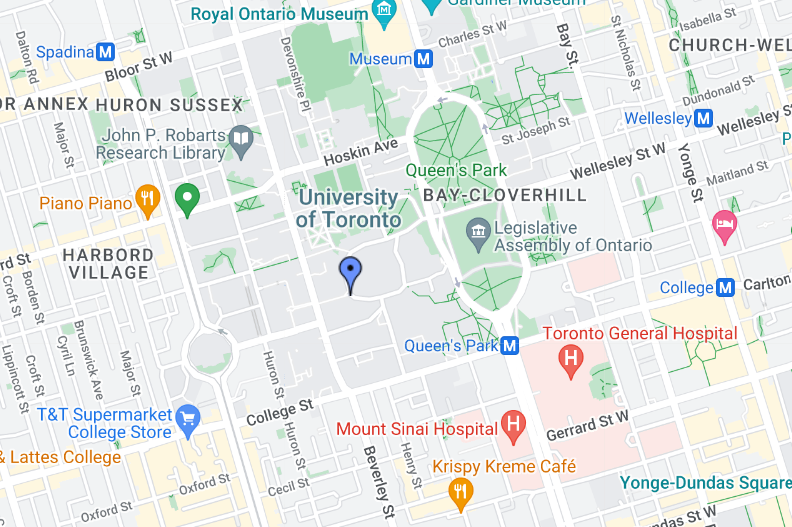 Gardiner Museum
Royal Ontario Museum
Isabella St
Charles St W
Bay St.
St Nicholas St
Dalton Rd
Spadina M
Devonshire Pl
Museum M
CHURCH-WEL
Bloor St W
Dundonald St
OR ANNEX
HURON SUSSEX
Major St
John P. Robarts
Research Library
Wellesley M
St Joseph St
Wellesley St
Hoskin Ave
Yonge St
Wellesley St W
Maitland St
Queen's Park
Piano Piano
University
of Toronto
BAY-CLOVERHILL
Legislative
Assembly of Ontario
HARBORD
VILLAGE
rd St
Croft St
Borden St
College M
Carlton
Brunswick Ave
Cyril Ln
Major St
Lippincott St
Croft St
Toronto General Hospital
H
Queen's Park M
Huron St
T&T Supermarket
College Store
College St
Mount Sinai Hospital
H
Gerrard St W
Huron St
Beverley St
Henry St
& Lattes College
Krispy Kreme Café
Oxford St
Cecil St
Yonge-Dundas Square
Oxford St
das St W